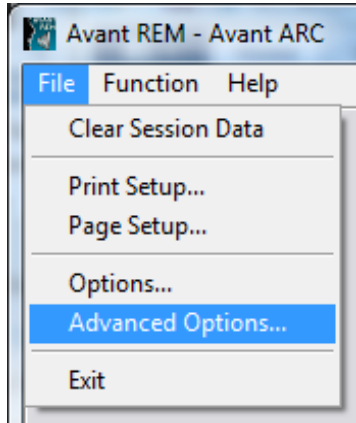 Avant REM - Avant ARC
File Function Help
Clear Session Data
Print Setup...
Page Setup...
Options...
Advanced Options...
Exit